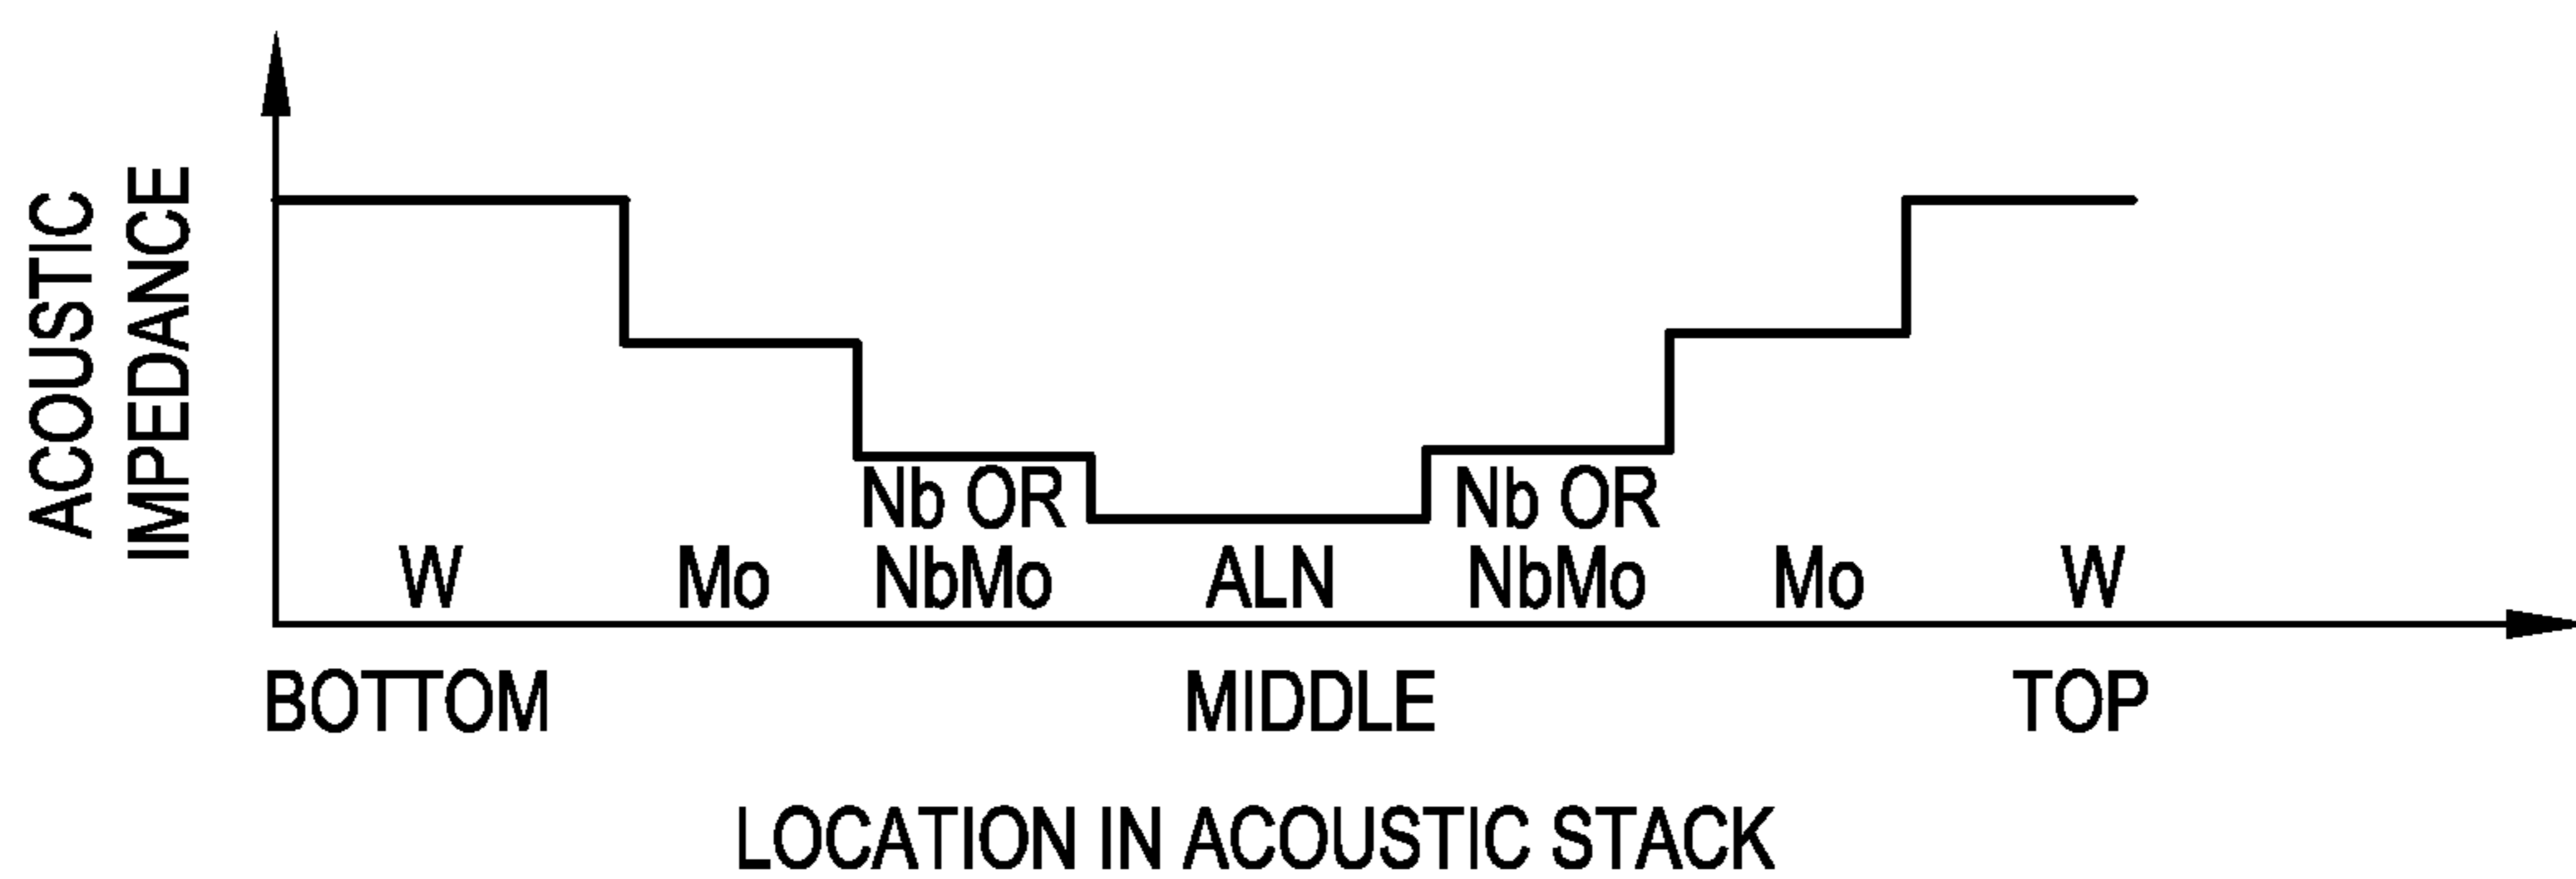 ACOUSTIC
IMPEDANCE
Nb OR
Nb OR
W
Mo
NbMo
ALN
NbMo
Mo
W
BOTTOM
MIDDLE
TOP
LOCATION IN ACOUSTIC STACK